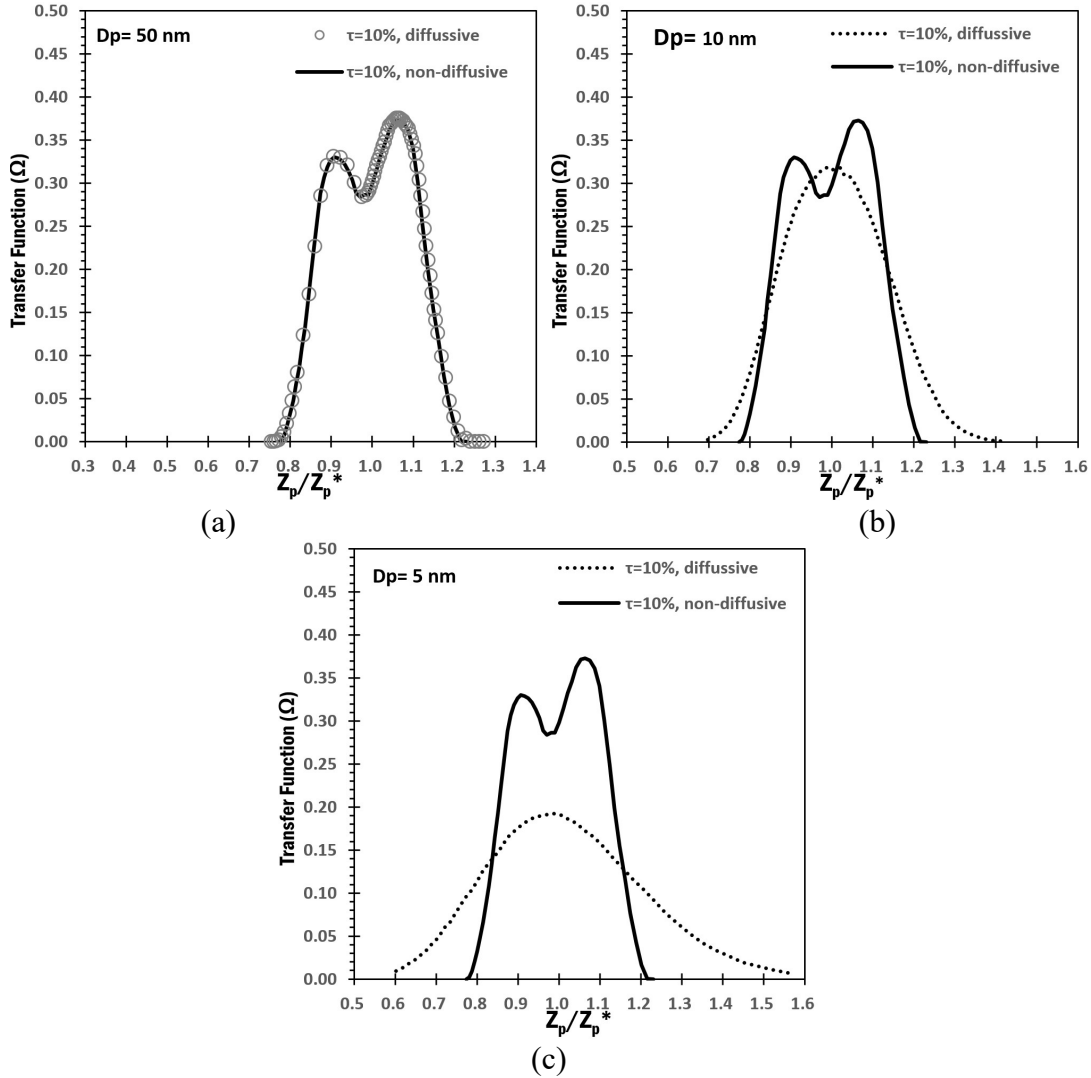 Dp= 50 nm
τ=10%, diffussive
τ=10%, non-diffusive
Transfer Function (Ω)
0.50
0.45
0.40
0.35
0.30
0.25
0.20
0.15
0.10
0.05
0.00
0.3 0.4 0.5 0.6 0.7 0.8 0.9 1.0 1.1 1.2 1.3 1.4
Zp/Zp*
(a)
Dp= 10 nm
τ=10%, diffussive
τ=10%, non-diffusive
Transfer Function (Ω)
0.50
0.45
0.40
0.35
0.30
0.25
0.20
0.15
0.10
0.05
0.00
0.5 0.6 0.7 0.8 0.9 1.0 1.1 1.2 1.3 1.4 1.5 1.6
Zp/Zp*
(b)
Dp= 5 nm
τ=10%, diffussive
τ=10%, non-diffusive
Transfer Function (Ω)
0.50
0.45
0.40
0.35
0.30
0.25
0.20
0.15
0.10
0.05
0.00
0.5 0.6 0.7 0.8 0.9 1.0 1.1 1.2 1.3 1.4 1.5 1.6
Zp/Zp*
(c)